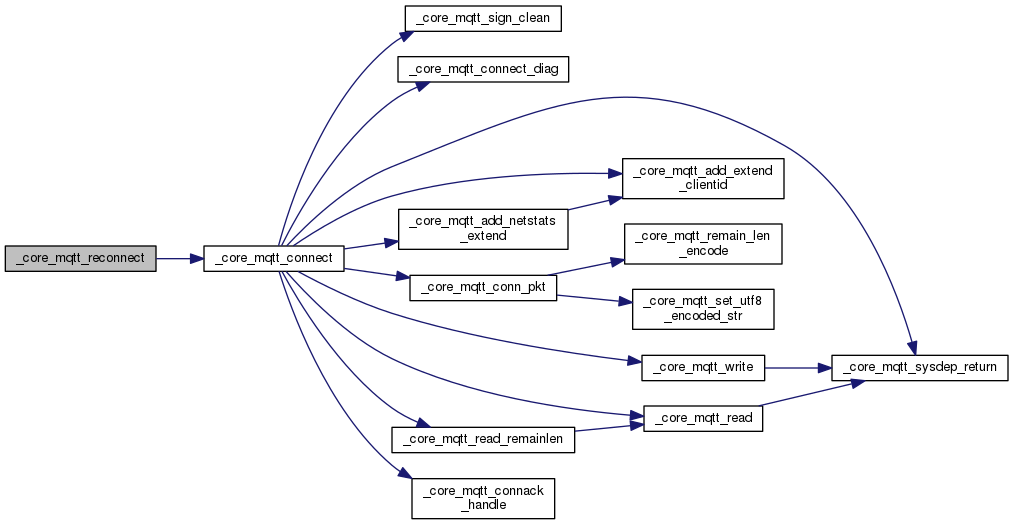 _core_mqtt_reconnect
_core_mqtt_connect
_core_mqtt_sign_clean
_core_mqtt_connect_diag
_core_mqtt_add_extend
_clientid
_core_mqtt_add_netstats
_extend
_core_mqtt_remain_len
_encode
_core_mqtt_conn_pkt
_core_mqtt_set_utf8
_encoded_str
_core_mqtt_write
_core_mqtt_sysdep_return
_core_mqtt_read
_core_mqtt_read_remainlen
_core_mqtt_connack
_handle